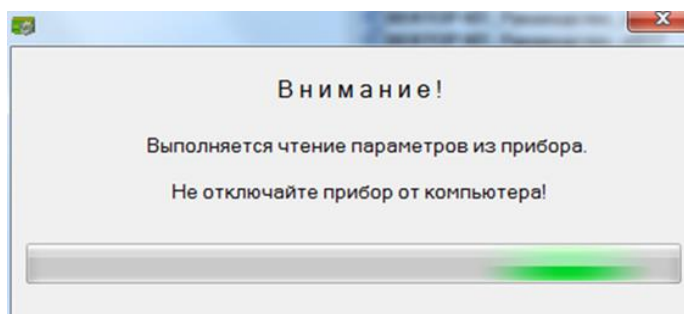 Внимание!
Выполняется чтение параметров из прибора.
Не отключайте прибор от компьютера!